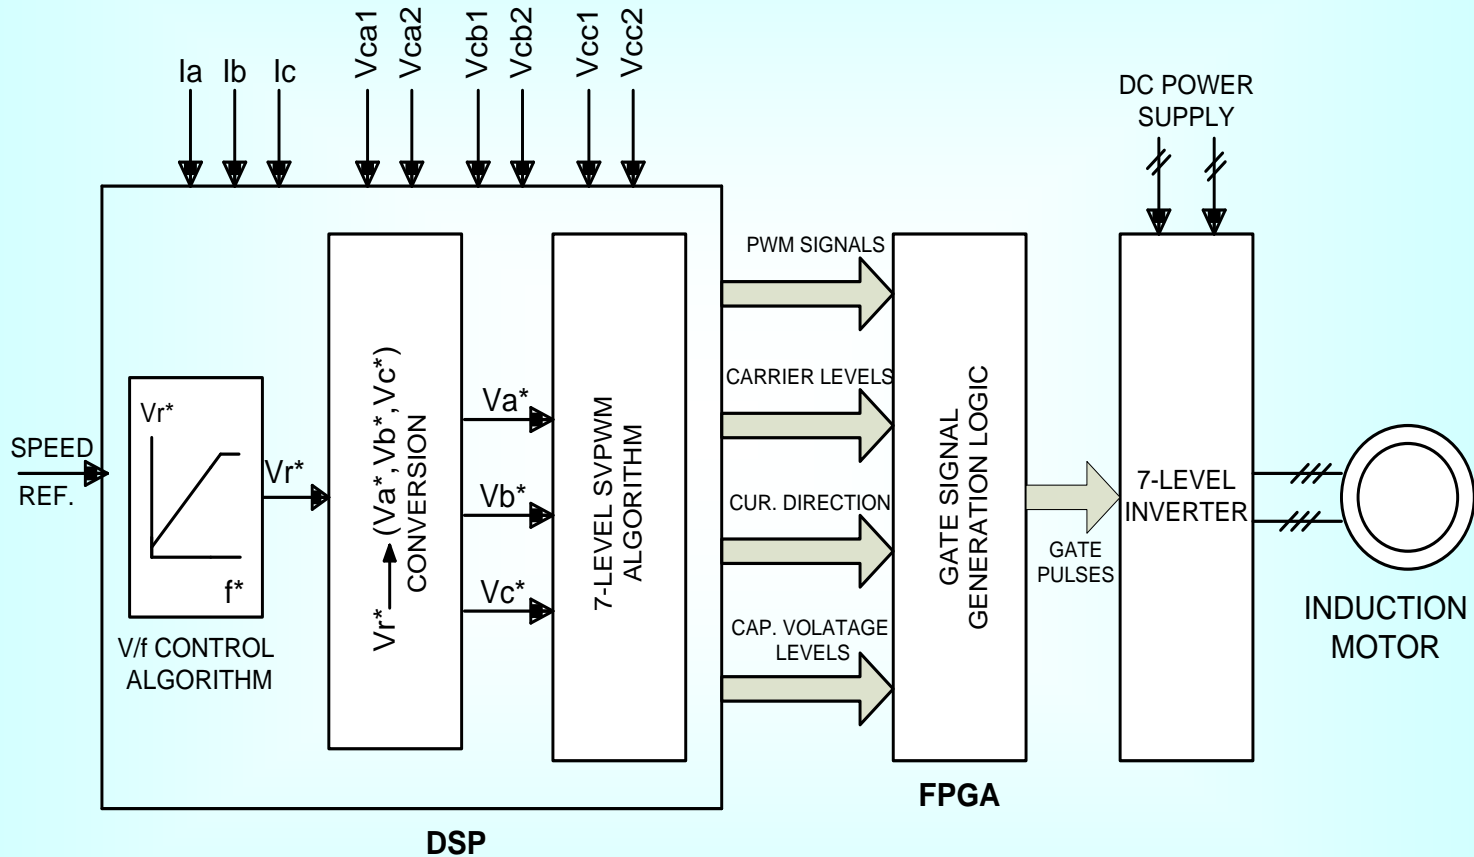 Ia
Ib
Ic
Vca1
Vca2
Vcb1
Vcb2
Vcc1
Vcc2
DC POWER
SUPPLY
SPEED
REF.
Vr*
f*
V/f CONTROL
ALGORITHM
Vr*
Vr* (Va*,Vb*,Vc*)
CONVERSION
Va*
Vb*
Vc*
7-LEVEL SVPWM
ALGORITHM
PWM SIGNALS
CARRIER LEVELS
CUR. DIRECTION
CAP. VOLATAGE
LEVELS
GATE SIGNAL
GENERATION LOGIC
GATE
PULSES
7-LEVEL
INVERTER
INDUCTION
MOTOR
FPGA
DSP